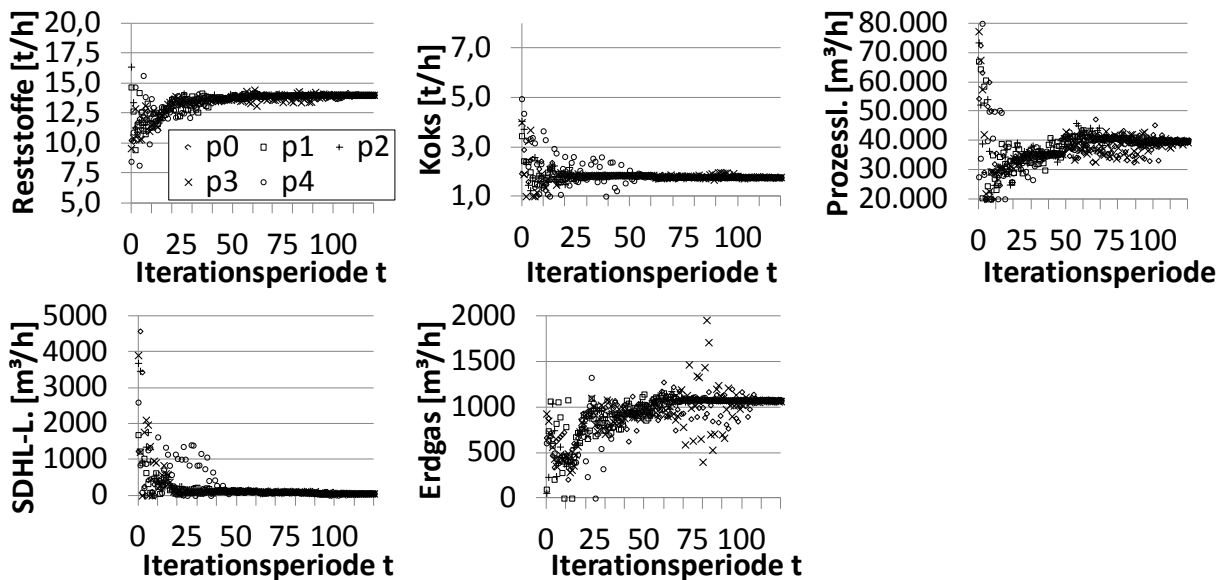 Reststoffe [t/h]
20,0
17,5
15,0
12,5
10,0
7,5
5,0
p0 p1 p2
p3 p4
0 25 50 75 100
Iterationsperiode t
Koks [t/h]
7,0
5,0
3,0
1,0
0 25 50 75 100
Iterationsperiode t
Prozessl. [m³/h]
80.000
70.000
60.000
50.000
40.000
30.000
20.000
0 25 50 75 100
Iterationsperiode
SDHL-L. [m³/h]
5000
4000
3000
2000
1000
0
0 25 50 75 100
Iterationsperiode t
Erdgas [m³/h]
2000
1500
1000
500
0
0 25 50 75 100
Iterationsperiode t